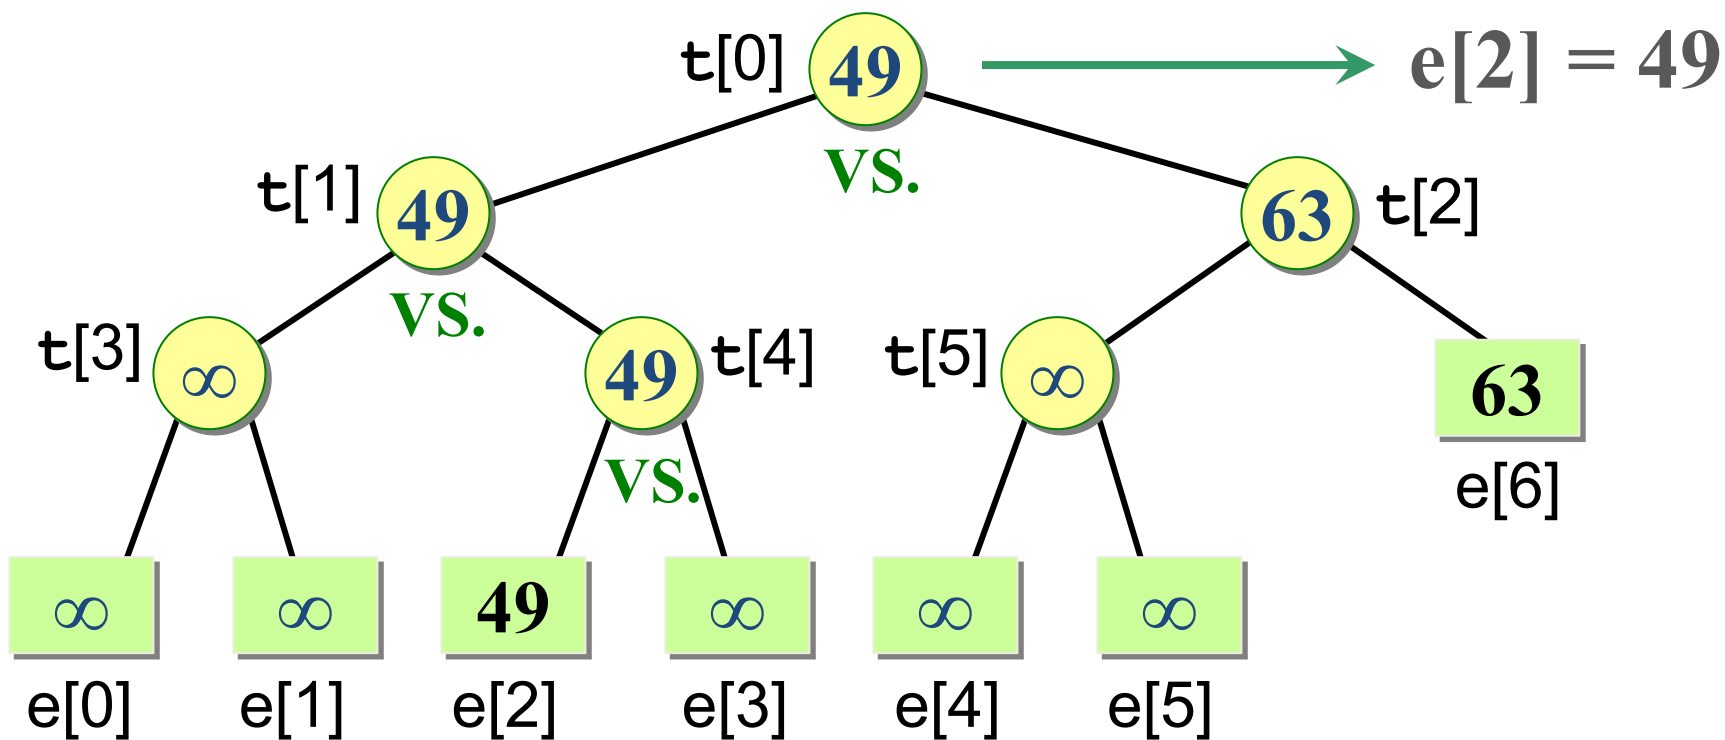 t[0] 49 e[2] = 49
vs.
t[1] 49 63 t[2]
vs.
t[3] ∞ 49 t[4] t[5] ∞ 63
vs.
e[6]
∞ ∞ 49 ∞ ∞ ∞
e[0] e[1] e[2] e[3] e[4] e[5]